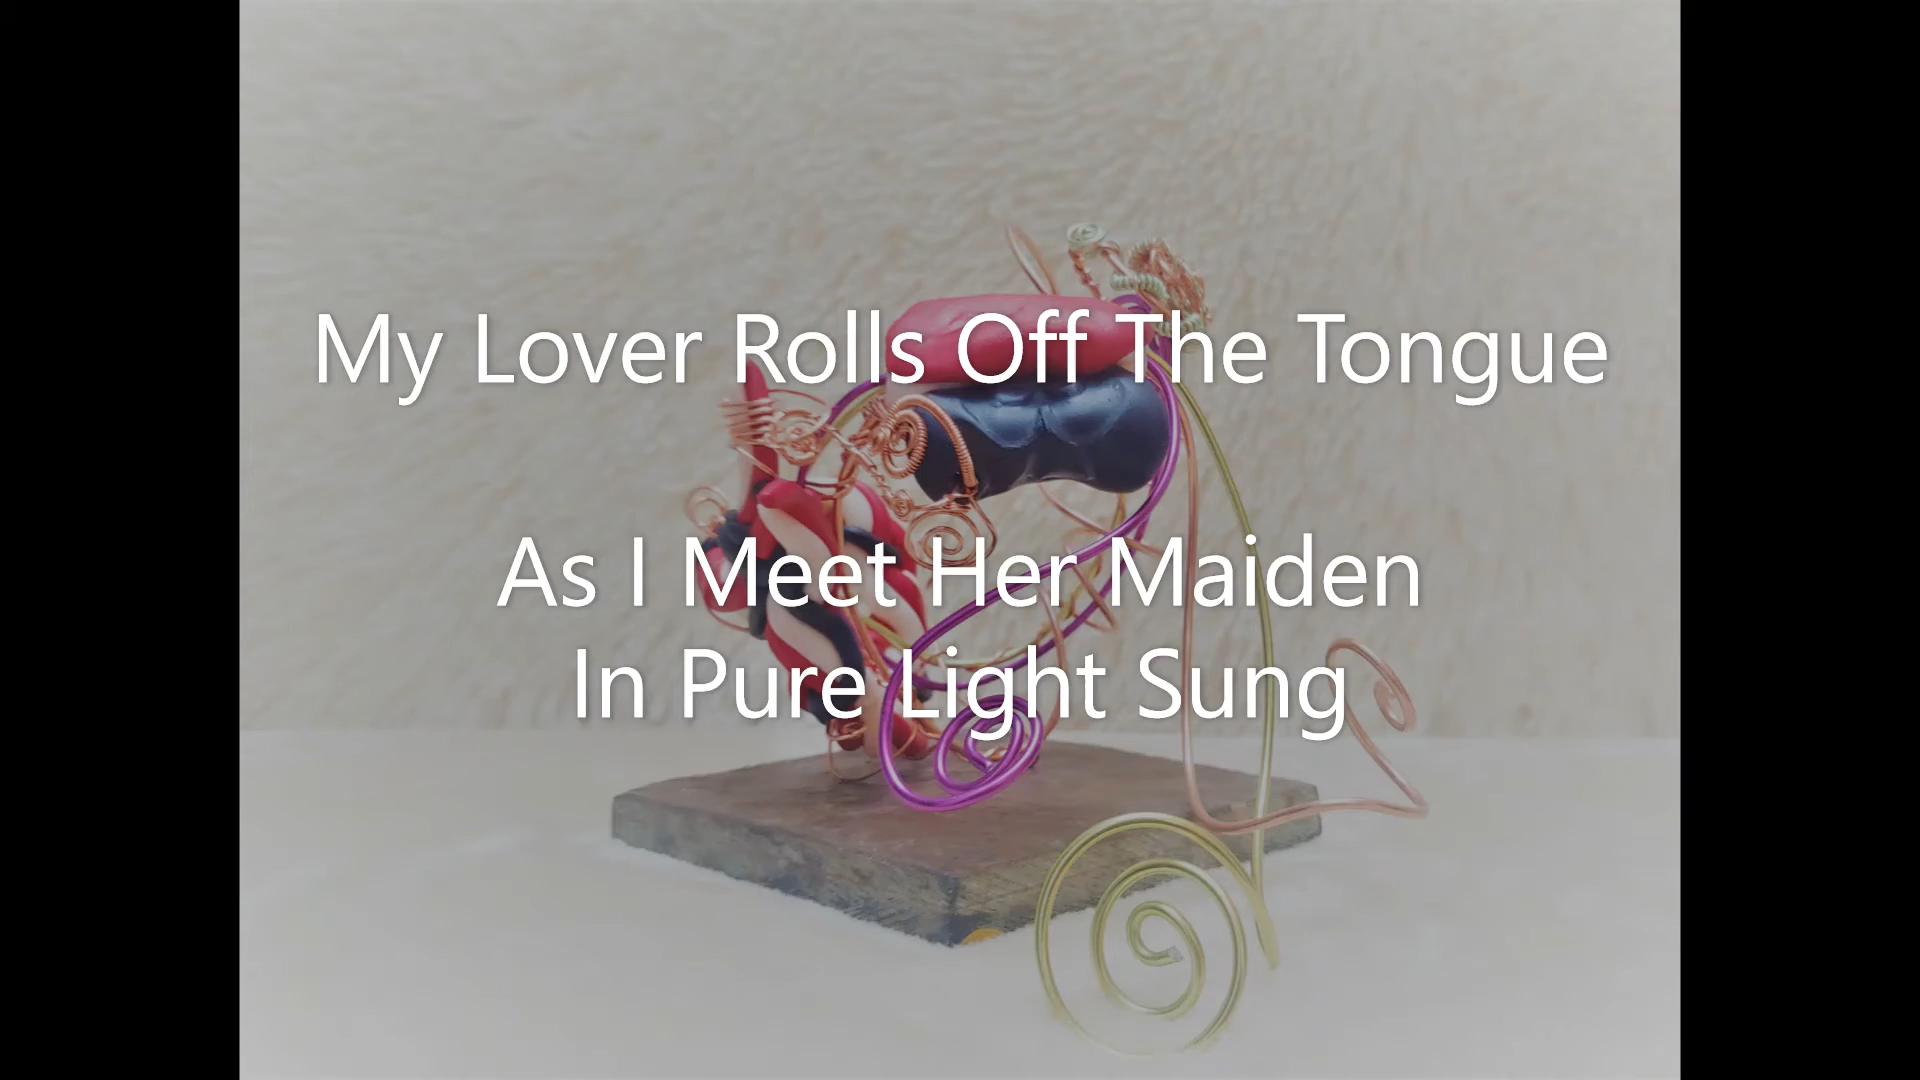 My Lover Rolls Off The Tongue
As I Meet Her Maiden
In Pure Light Sung